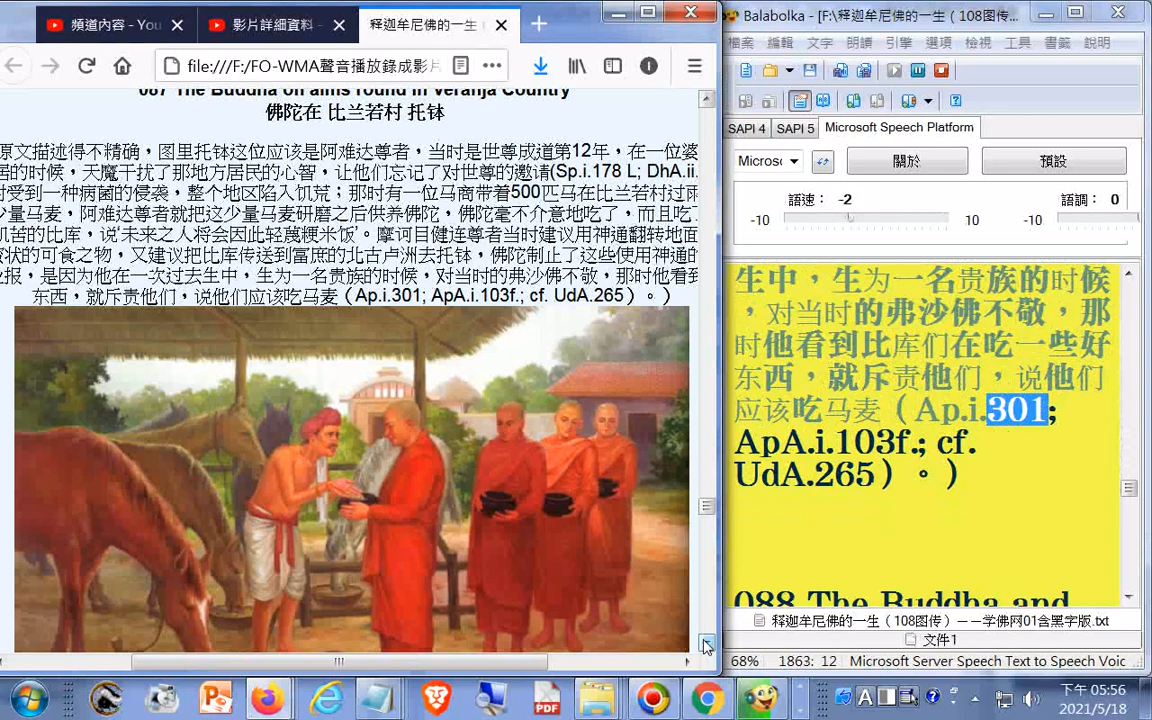 頻道內容 - You
影片詳細資料 -
释迦牟尼佛的一生（
file:///F:/FO-WMA聲音播放錄成影片
087 The Buddha on alms round in Veranja Country
佛陀在 比兰若村 托钵
原文描述得不精确，图里托钵这位应该是阿难达尊者，当时是世尊成道第12年，在一位婆
居的时候，天魔干扰了那地方居民的心智，让他们忘记了对世尊的邀请(Sp.i.178 L; DhA.ii.
时受到一种病菌的侵袭，整个地区陷入饥荒；那时有一位马商带着500匹马在比兰若村过雨
少量马麦，阿难达尊者就把这少量马麦研磨之后供养佛陀，佛陀毫不介意地吃了，而且吃了
饥苦的比库，说‘未来之人将会因此轻蔑粳米饭’。摩诃目健连尊者当时建议用神通翻转地面
状的可食之物，又建议把比库传送到富庶的北古卢洲去托钵，佛陀制止了这些使用神通的
业报，是因为他在一次过去生中，生为一名贵族的时候，对当时的弗沙佛不敬，那时他看到
东西，就斥责他们，说他们应该吃马麦（Ap.i.301; ApA.i.103f.; cf. UdA.265）。）
Balabolka - [F:\释迦牟尼佛的一生（108图传）...
檔案 編輯 文字 朗讀 引擎 選項 檢視 工具 書籤 說明
SAPI 4 SAPI 5 Microsoft Speech Platform
Micros 關於 預設
語速： -2 語調： 0
-10 10 -10
生中，生为一名贵族的时候
，对当时的弗沙佛不敬，那
时他看到比库们在吃一些好
东西，就斥责他们，说他们
应该吃马麦（Ap.i.301;
ApA.i.103f.; cf.
UdA.265）。）
088 The Buddha and
释迦牟尼佛的一生（108图传）——学佛网01含黑字版.txt
文件1
68% 1863: 12 Microsoft Server Speech Text to Speech Voic
下午 05:56
2021/5/18